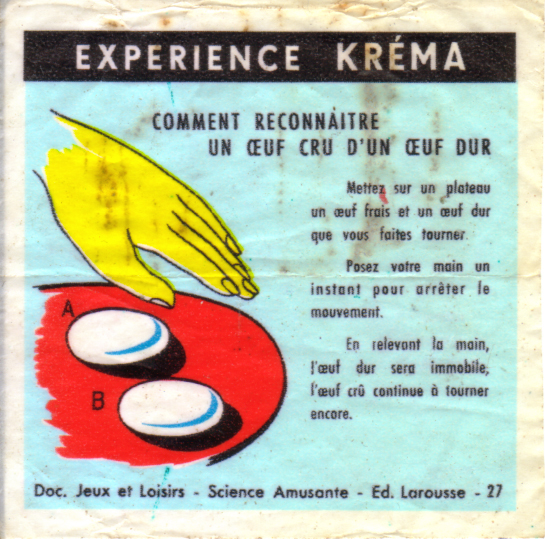 EXPERIENCE KRÉMA
COMMENT RECONNAITRE
UN ŒUF CRU D'UN ŒUF DUR
Mettez sur un plateau
un œuf frais et un œuf dur
que vous faites tourner.
Posez votre main un
instant pour arrêter le
mouvement.
En relevant la main,
l'œuf dur sera immobile,
l'œuf crû continue à tourner
encore.
A
B
Doc. Jeux et Loisirs - Science Amusante - Ed. Larousse - 27